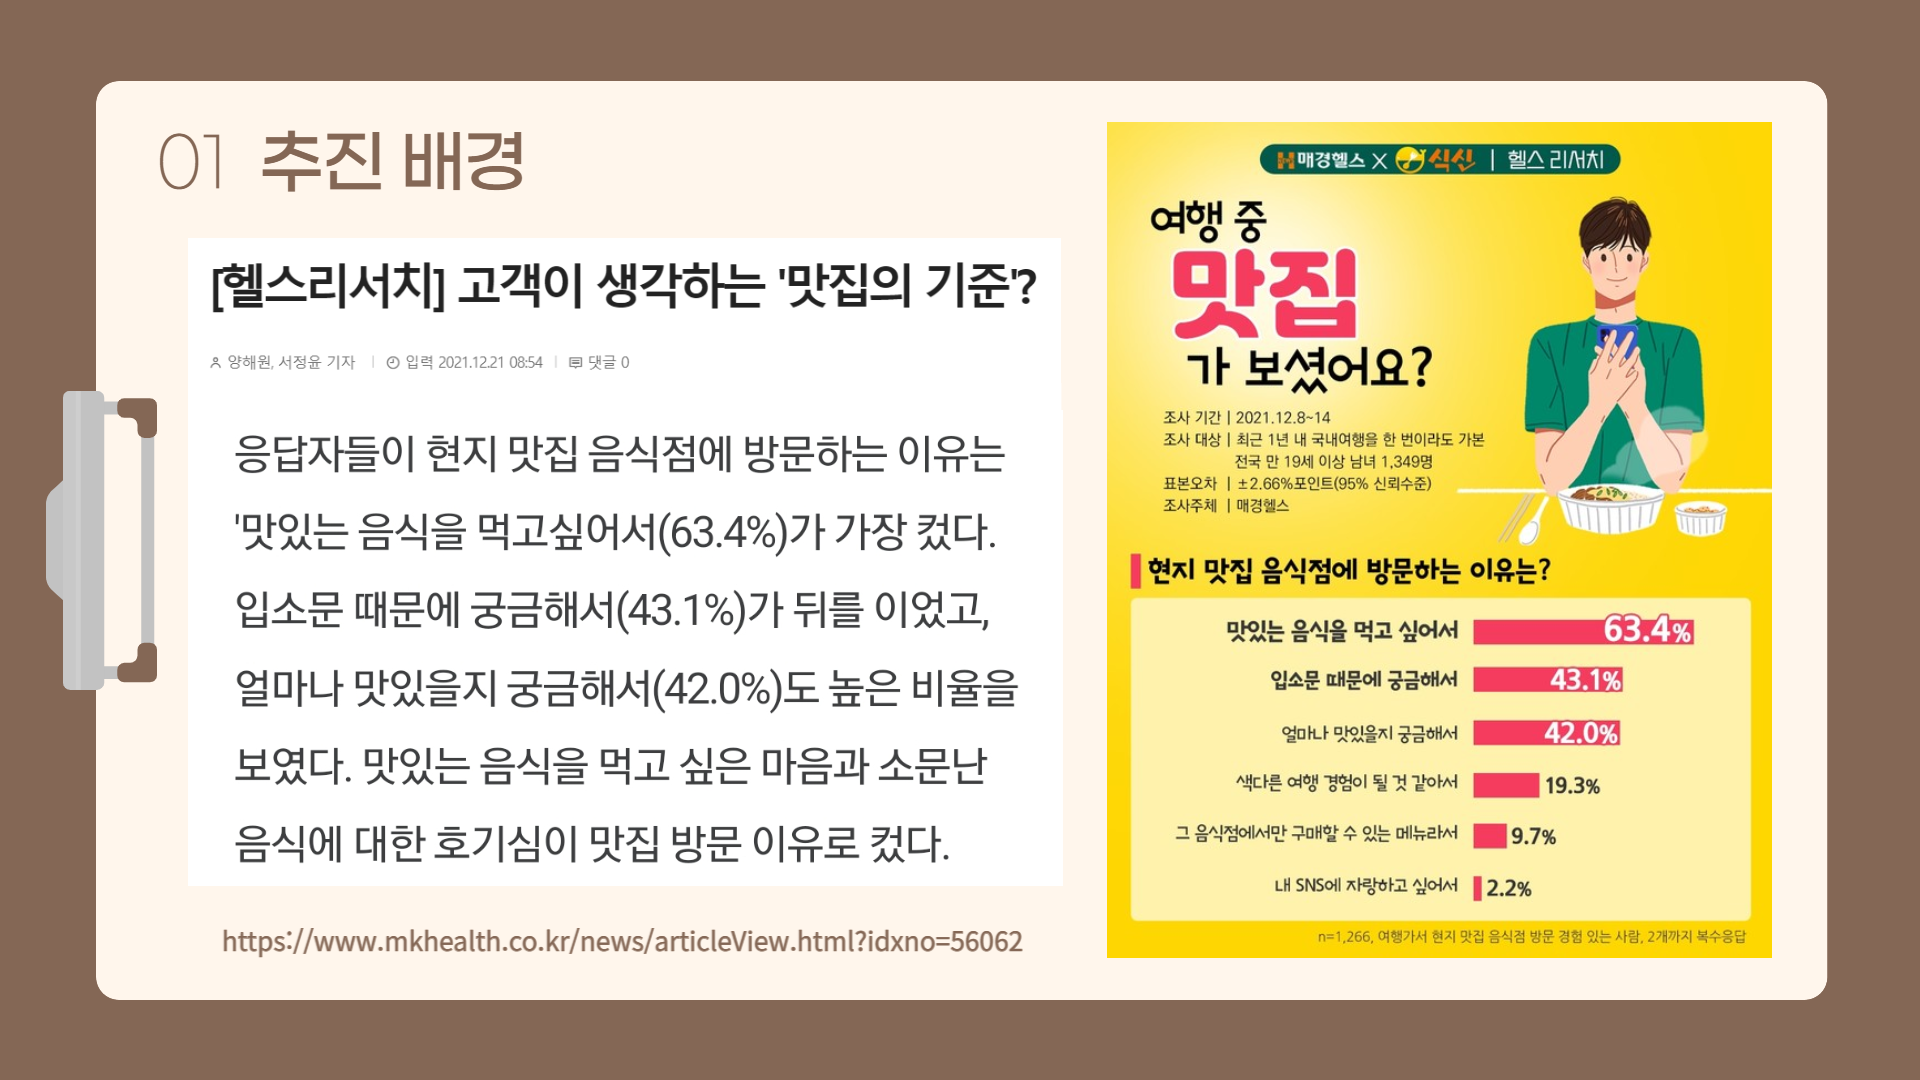 01 추진 배경
[헬스리서치] 고객이 생각하는 '맛집의 기준'?
양해원, 서정윤 기자 | 입력 2021.12.21 08:54 | 댓글 0
응답자들이 현지 맛집 음식점에 방문하는 이유는
'맛있는 음식을 먹고싶어서(63.4%)가 가장 컸다.
입소문 때문에 궁금해서(43.1%)가 뒤를 이었고,
얼마나 맛있을지 궁금해서(42.0%)도 높은 비율을
보였다. 맛있는 음식을 먹고 싶은 마음과 소문난
음식에 대한 호기심이 맛집 방문 이유로 컸다.
https://www.mkhealth.co.kr/news/articleView.html?idxno=56062
매경헬스 X 식신 | 헬스 리서치
여행 중
맛집
가 보셨어요?
조사 기간 | 2021.12.8~14
조사 대상 | 최근 1년 내 국내여행을 한 번이라도 가본
전국 만 19세 이상 남녀 1,349명
표본오차 | ±2.66%포인트(95% 신뢰수준)
조사주체 | 매경헬스
현지 맛집 음식점에 방문하는 이유는?
맛있는 음식을 먹고 싶어서 63.4%
입소문 때문에 궁금해서 43.1%
얼마나 맛있을지 궁금해서 42.0%
색다른 여행 경험이 될 것 같아서 19.3%
그 음식점에서만 구매할 수 있는 메뉴라서 9.7%
내 SNS에 자랑하고 싶어서 2.2%
n=1,266, 여행가서 현지 맛집 음식점 방문 경험 있는 사람, 2개까지 복수응답